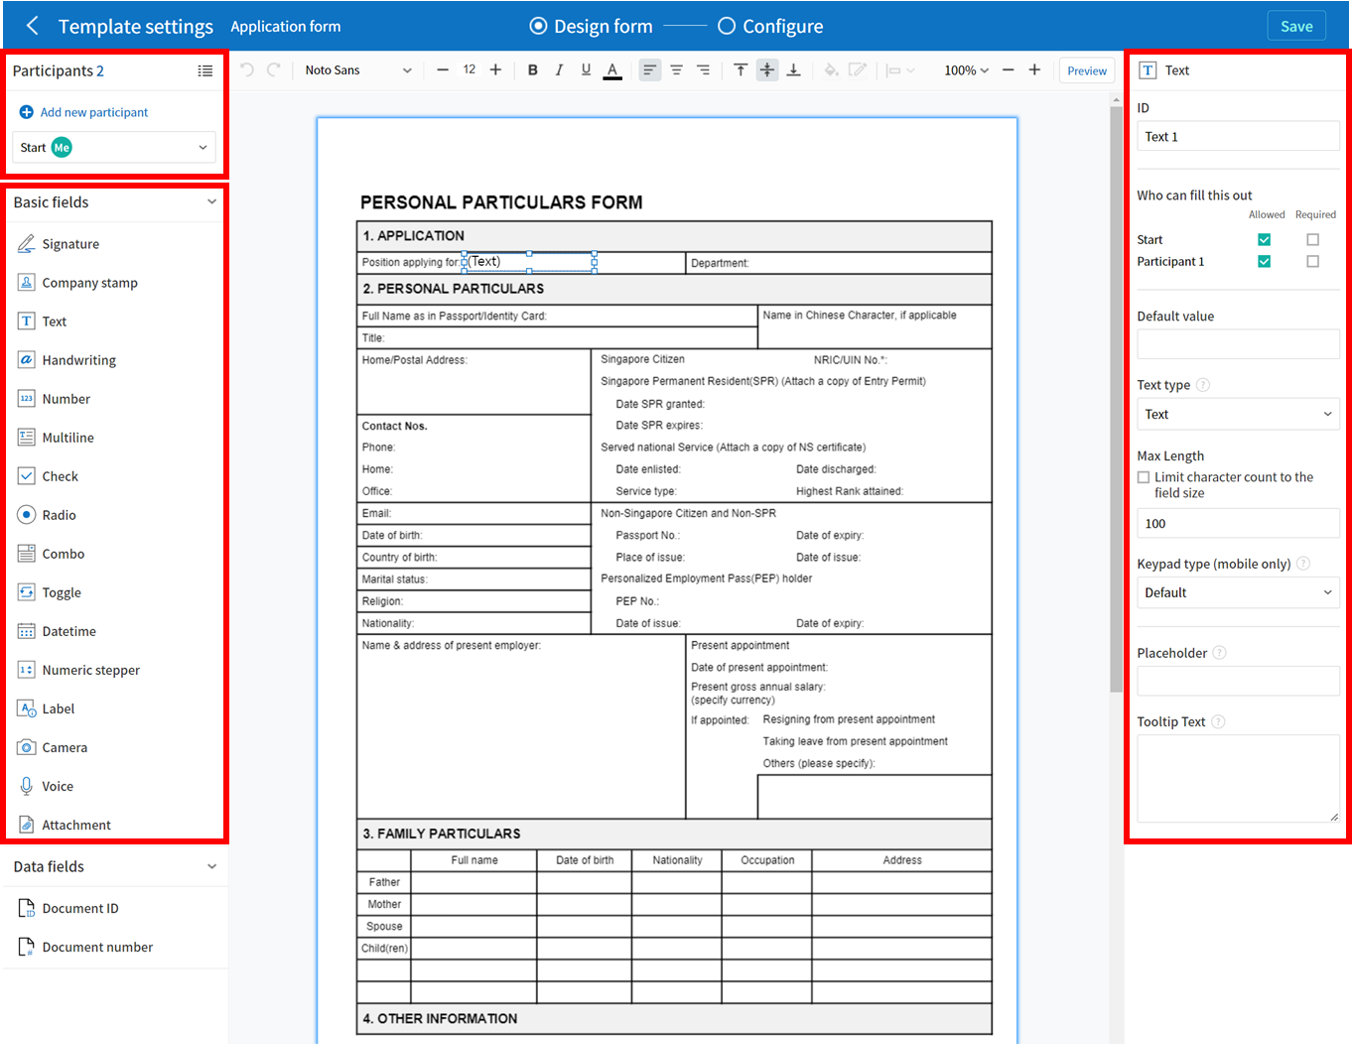 Template settings Application form Design form Configure Save
Participants 2
Add new participant
Start Me
Basic fields
Signature
Company stamp
Text
Handwriting
Number
Multiline
Check
Radio
Combo
Toggle
Datetime
Numeric stepper
Label
Camera
Voice
Attachment
Data fields
Document ID
Document number
Noto Sans 12 B I U A 100% Preview
PERSONAL PARTICULARS FORM
1. APPLICATION
Position applying for: (Text) Department:
2. PERSONAL PARTICULARS
Full Name as in Passport/Identity Card: Name in Chinese Character, if applicable
Title:
Home/Postal Address: Singapore Citizen NRIC/UIN No.*:
Singapore Permanent Resident(SPR) (Attach a copy of Entry Permit)
Date SPR granted:
Contact Nos. Date SPR expires:
Phone: Served national Service (Attach a copy of NS certificate)
Home: Date enlisted: Date discharged:
Office: Service type: Highest Rank attained:
Email: Non-Singapore Citizen and Non-SPR
Date of birth: Passport No.: Date of expiry:
Country of birth: Place of issue: Date of issue:
Marital status: Personalized Employment Pass(PEP) holder
Religion: PEP No.:
Nationality: Date of issue: Date of expiry:
Name & address of present employer: Present appointment
Date of present appointment:
Present gross annual salary:
(specify currency)
If appointed: Resigning from present appointment
Taking leave from present appointment
Others (please specify):
3. FAMILY PARTICULARS
Full name Date of birth Nationality Occupation Address
Father
Mother
Spouse
Child(ren)
4. OTHER INFORMATION
T Text
ID
Text 1
Who can fill this out
Allowed Required
Start
Participant 1
Default value
Text type ?
Text
Max Length
Limit character count to the
field size
100
Keypad type (mobile only) ?
Default
Placeholder ?
Tooltip Text ?